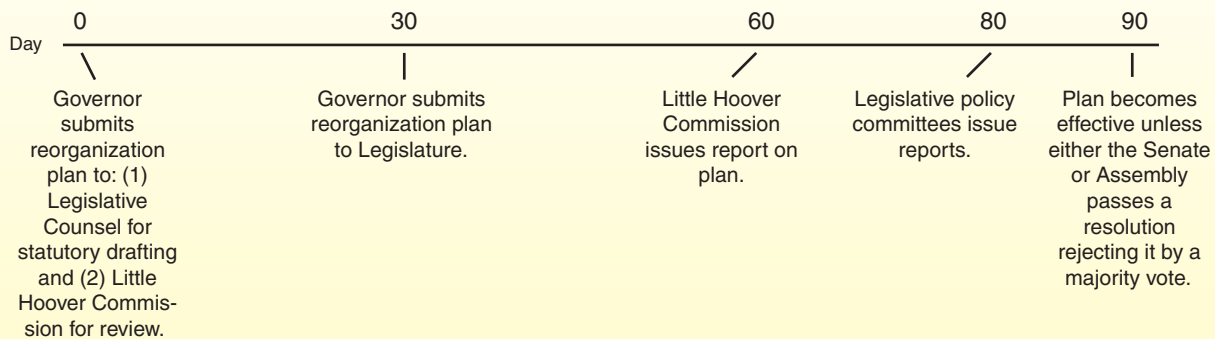 0 30 60 80 90
Day
Governor
submits
reorganization
plan to: (1)
Legislative
Counsel for
statutory drafting
and (2) Little
Hoover Commis-
sion for review.
Governor submits
reorganization plan
to Legislature.
Little Hoover
Commission
issues report on
plan.
Legislative policy
committees issue
reports.
Plan becomes
effective unless
either the Senate
or Assembly
passes a
resolution
rejecting it by a
majority vote.